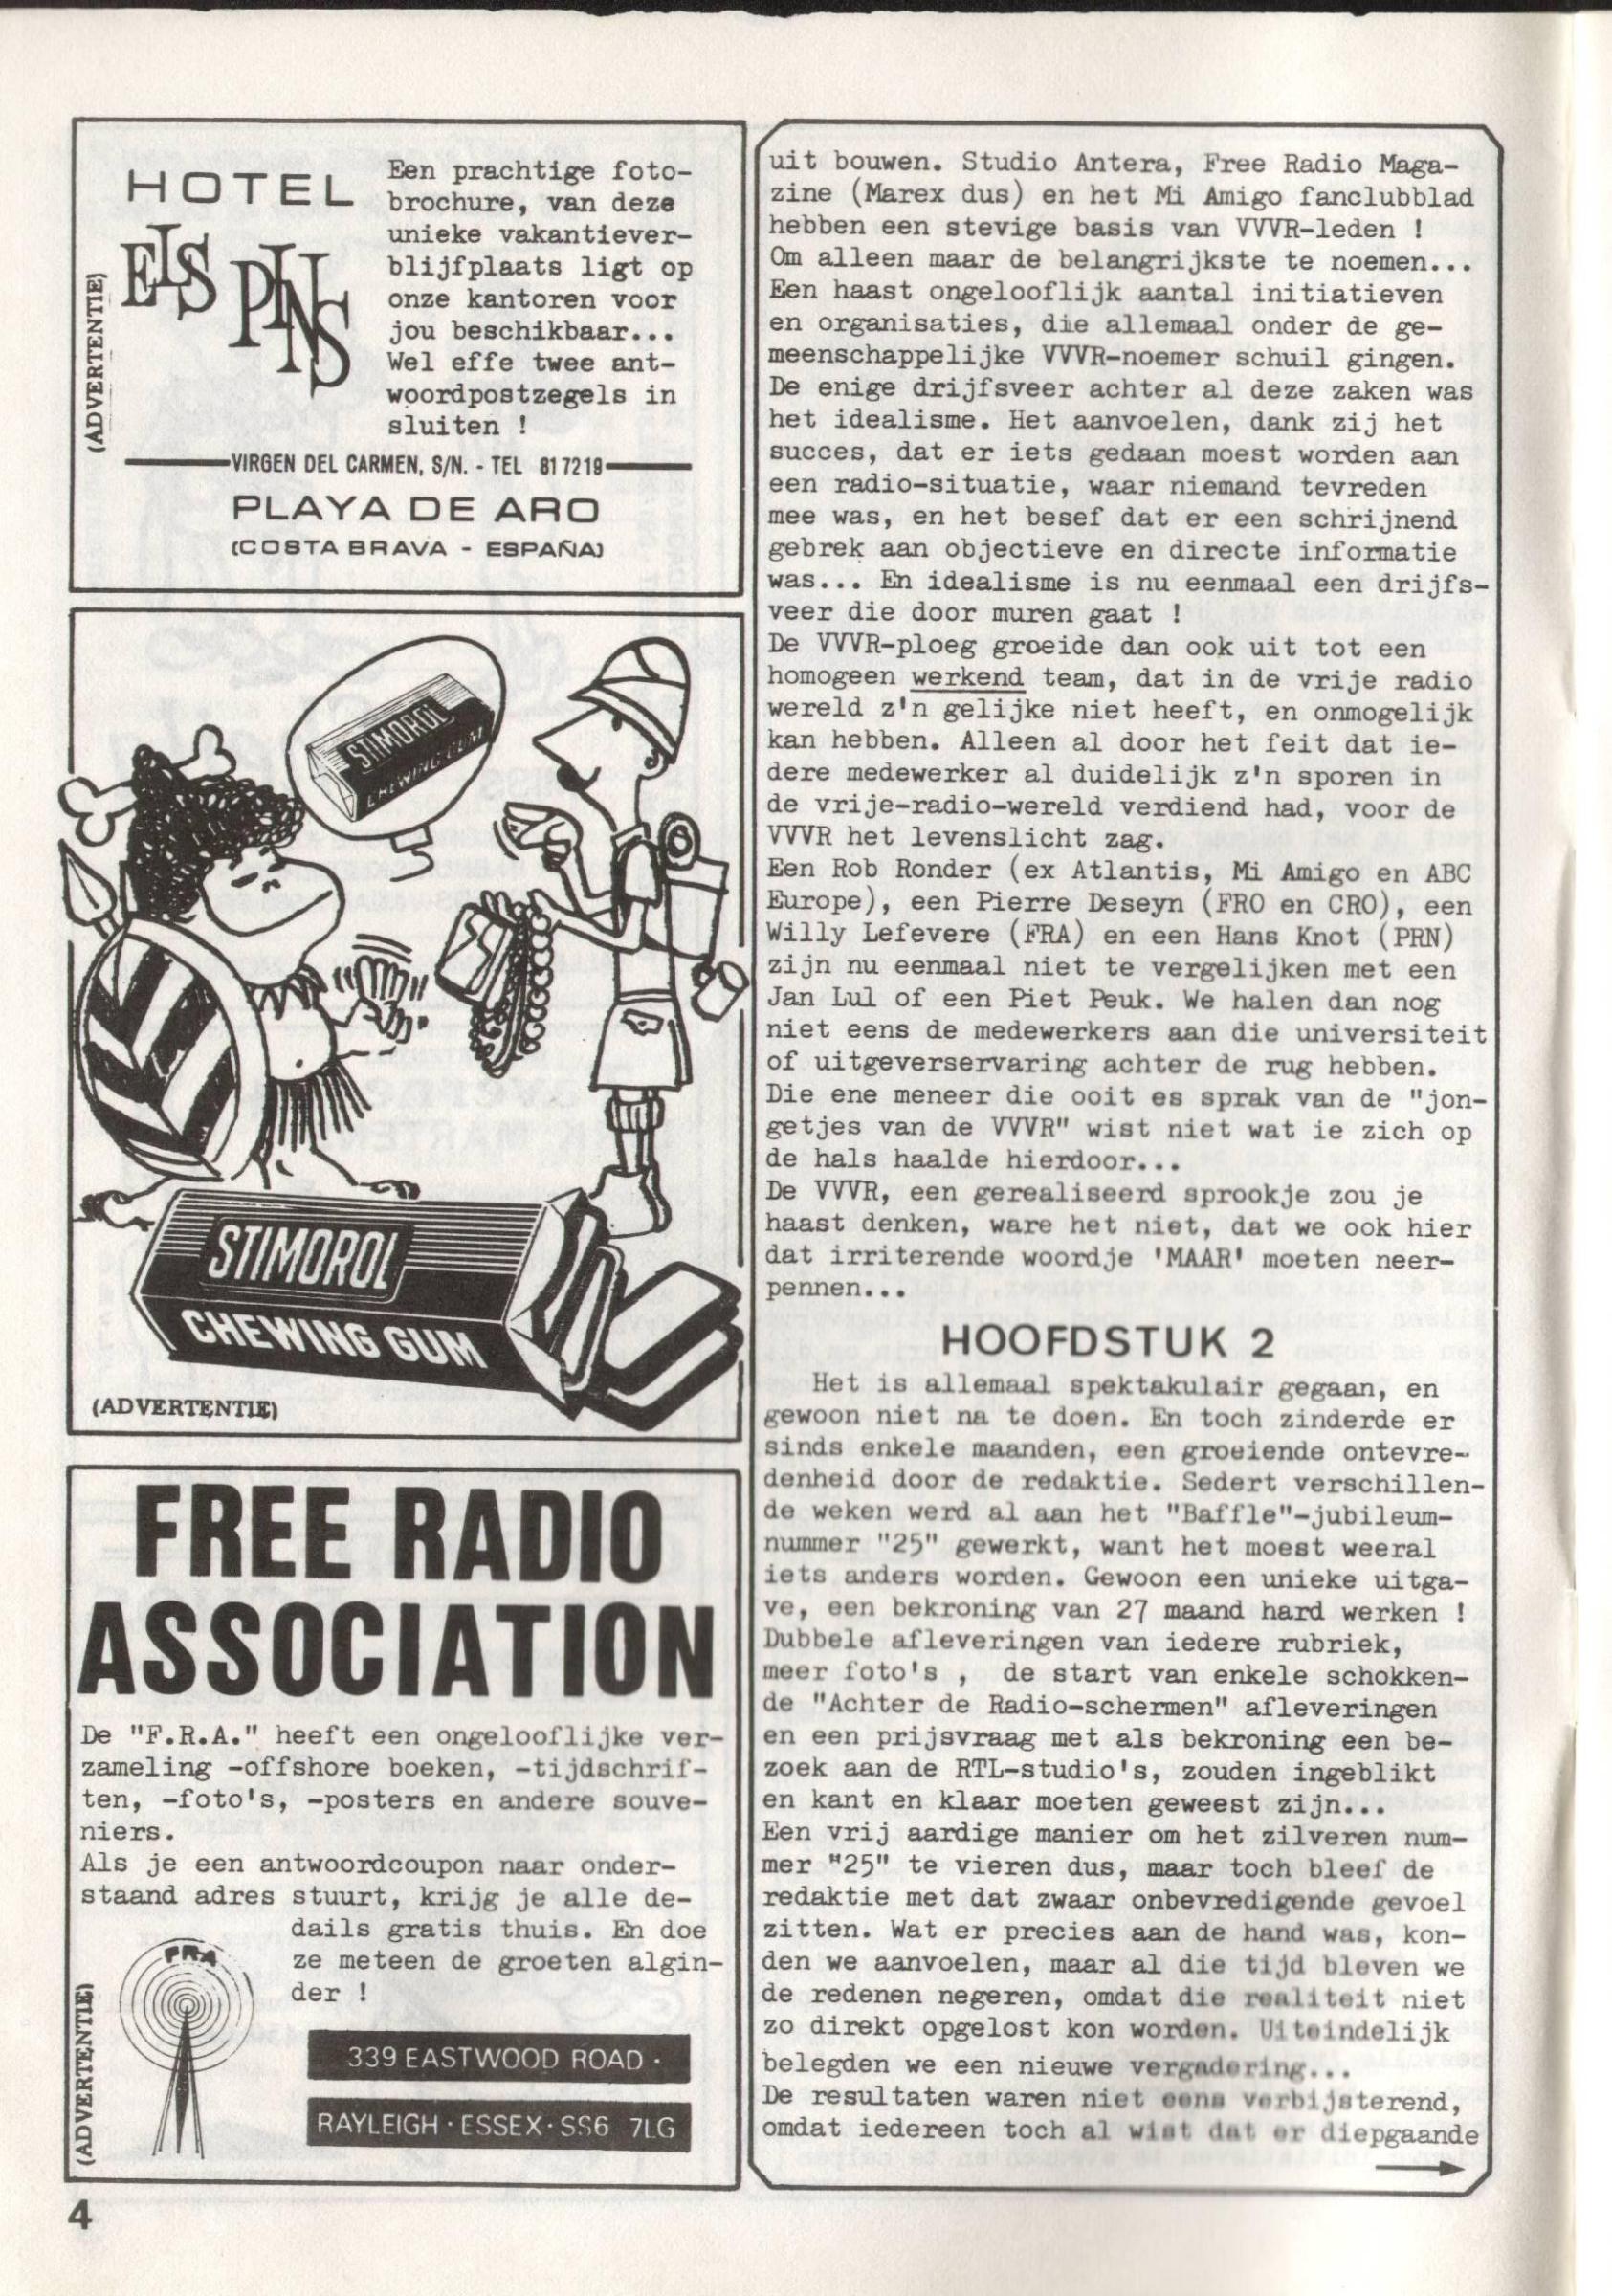 HOTEL
ELS PINS
Een prachtige foto-
brochure, van deze
unieke vakantiever-
blijfplaats ligt op
onze kantoren voor
jou beschikbaar...
Wel effe twee ant-
woordpostzegels in
sluiten !
(ADVERTENTIE)
VIRGEN DEL CARMEN, S/N. - TEL 817219
PLAYA DE ARO
(COSTA BRAVA - ESPAÑA)
STIMOROL
CHEWING GUM
STIMOROL
CHEWING GUM
(ADVERTENTIE)
FREE RADIO
ASSOCIATION
De "F.R.A." heeft een ongelooflijke ver-
zameling -offshore boeken, -tijdschrif-
ten, -foto's, -posters en andere souve-
niers.
Als je een antwoordcoupon naar onder-
staand adres stuurt, krijg je alle de-
dails gratis thuis. En doe
ze meteen de groeten algin-
der !
FRA
(ADVERTENTIE)
339 EASTWOOD ROAD ·
RAYLEIGH · ESSEX · SS6 7LG
4
uit bouwen. Studio Antera, Free Radio Maga-
zine (Marex dus) en het Mi Amigo fanclubblad
hebben een stevige basis van VVVR-leden !
Om alleen maar de belangrijkste te noemen...
Een haast ongelooflijk aantal initiatieven
en organisaties, die allemaal onder de ge-
meenschappelijke VVVR-noemer schuil gingen.
De enige drijfsveer achter al deze zaken was
het idealisme. Het aanvoelen, dank zij het
succes, dat er iets gedaan moest worden aan
een radio-situatie, waar niemand tevreden
mee was, en het besef dat er een schrijnend
gebrek aan objectieve en directe informatie
was... En idealisme is nu eenmaal een drijfs-
veer die door muren gaat !
De VVVR-ploeg groeide dan ook uit tot een
homogeen werkend team, dat in de vrije radio
wereld z'n gelijke niet heeft, en onmogelijk
kan hebben. Alleen al door het feit dat ie-
dere medewerker al duidelijk z'n sporen in
de vrije-radio-wereld verdiend had, voor de
VVVR het levenslicht zag.
Een Rob Ronder (ex Atlantis, Mi Amigo en ABC
Europe), een Pierre Deseyn (FRO en CRO), een
Willy Lefevere (FRA) en een Hans Knot (PRN)
zijn nu eenmaal niet te vergelijken met een
Jan Lul of een Piet Peuk. We halen dan nog
niet eens de medewerkers aan die universiteit
of uitgeverservaring achter de rug hebben.
Die ene meneer die ooit es sprak van de "jon-
getjes van de VVVR" wist niet wat ie zich op
de hals haalde hierdoor...
De VVVR, een gerealiseerd sprookje zou je
haast denken, ware het niet, dat we ook hier
dat irriterende woordje 'MAAR' moeten neer-
pennen...
HOOFDSTUK 2
Het is allemaal spektakulair gegaan, en
gewoon niet na te doen. En toch zinderde er
sinds enkele maanden, een groeiende ontevre-
denheid door de redaktie. Sedert verschillen-
de weken werd al aan het "Baffle"-jubileum-
nummer "25" gewerkt, want het moest weeral
iets anders worden. Gewoon een unieke uitga-
ve, een bekroning van 27 maand hard werken !
Dubbele afleveringen van iedere rubriek,
meer foto's , de start van enkele schokken-
de "Achter de Radio-schermen" afleveringen
en een prijsvraag met als bekroning een be-
zoek aan de RTL-studio's, zouden ingeblikt
en kant en klaar moeten geweest zijn...
Een vrij aardige manier om het zilveren num-
mer "25" te vieren dus, maar toch bleef de
redaktie met dat zwaar onbevredigende gevoel
zitten. Wat er precies aan de hand was, kon-
den we aanvoelen, maar al die tijd bleven we
de redenen negeren, omdat die realiteit niet
zo direkt opgelost kon worden. Uiteindelijk
belegden we een nieuwe vergadering...
De resultaten waren niet eens verbijsterend,
omdat iedereen toch al wist dat er diepgaande